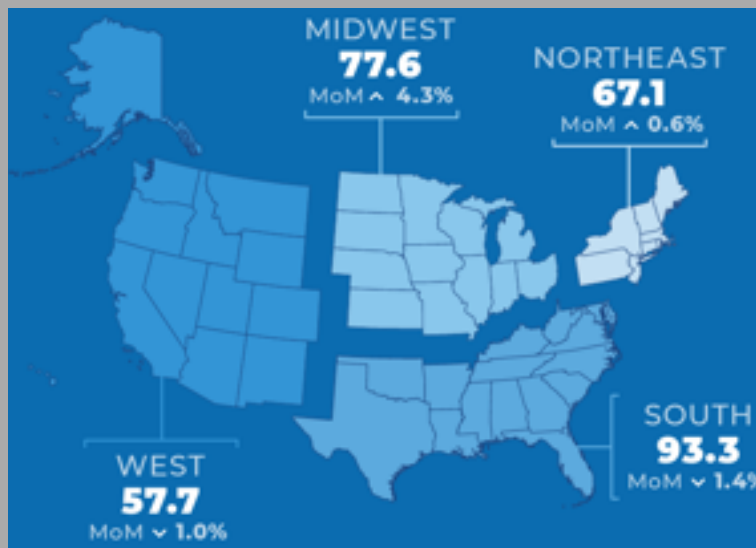 MIDWEST
77.6
MoM ^ 4.3%
NORTHEAST
67.1
MoM ^ 0.6%
SOUTH
93.3
MoM ˅ 1.4%
WEST
57.7
MoM ˅ 1.0%